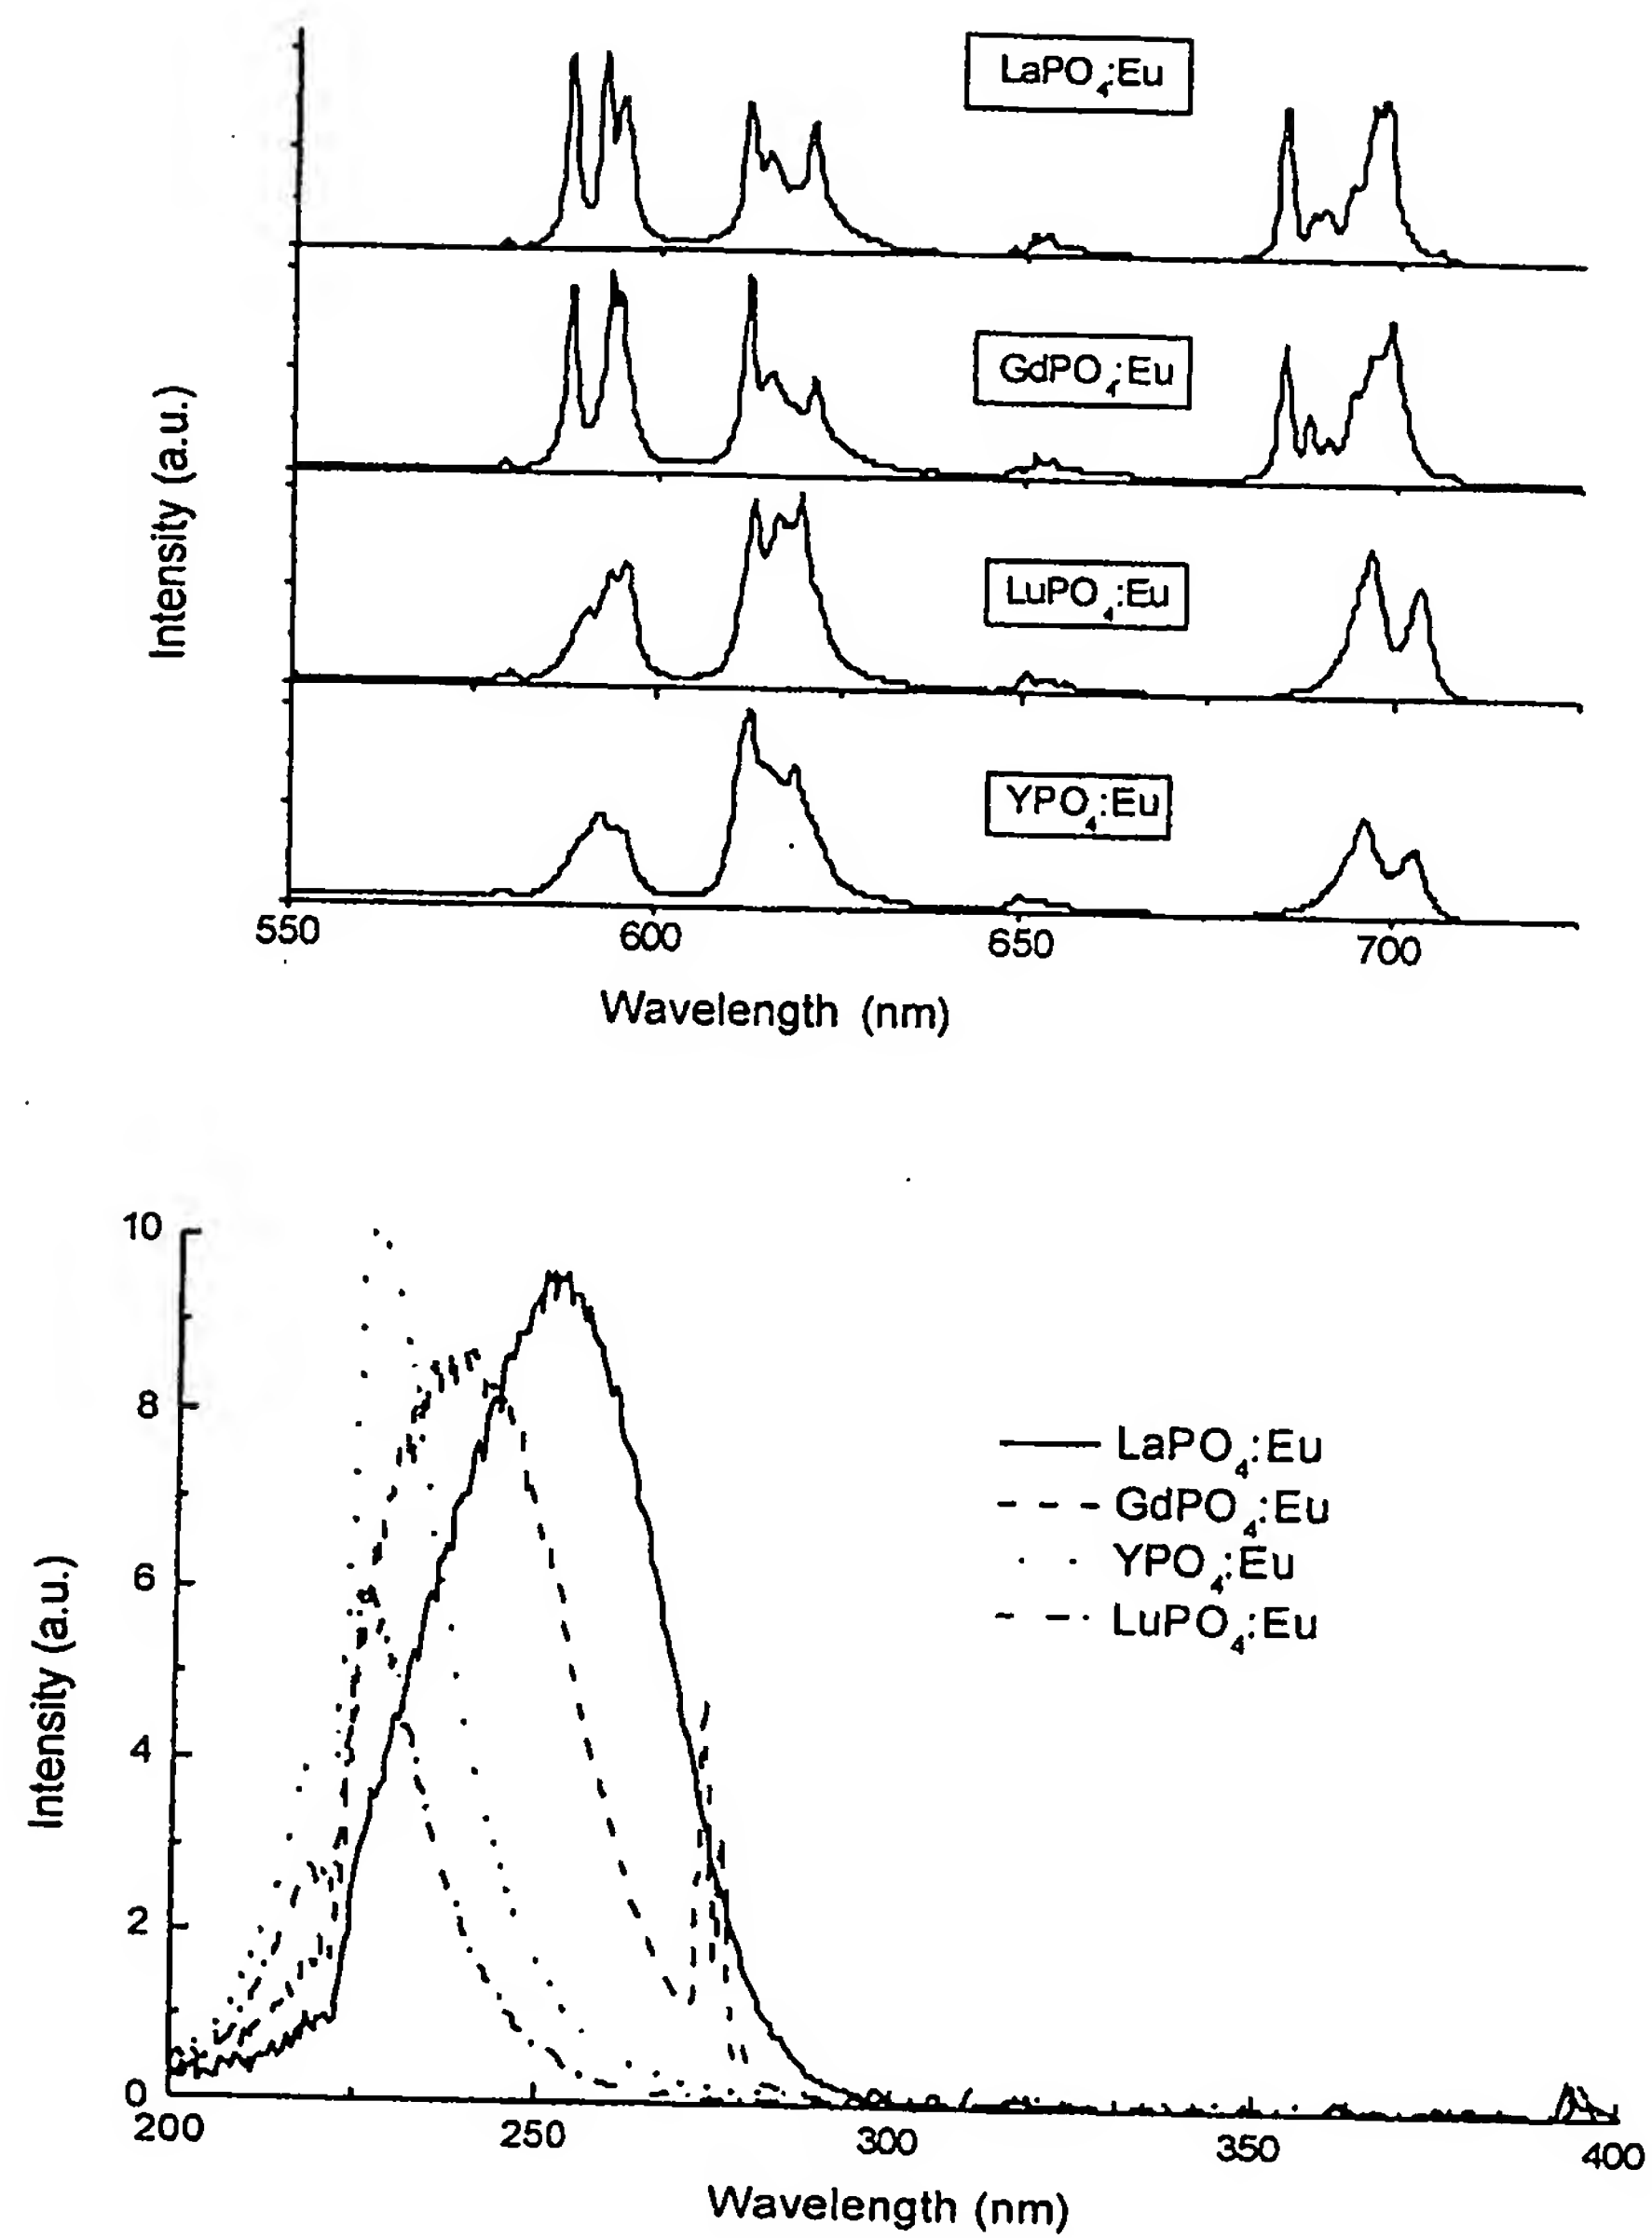 LaPO₄:Eu
GdPO₄:Eu
LuPO₄:Eu
YPO₄:Eu
Intensity (a.u.)
550 600 650 700
Wavelength (nm)
10
8
6
4
2
0
Intensity (a.u.)
LaPO₄:Eu
GdPO₄:Eu
YPO₄:Eu
LuPO₄:Eu
200 250 300 350 400
Wavelength (nm)